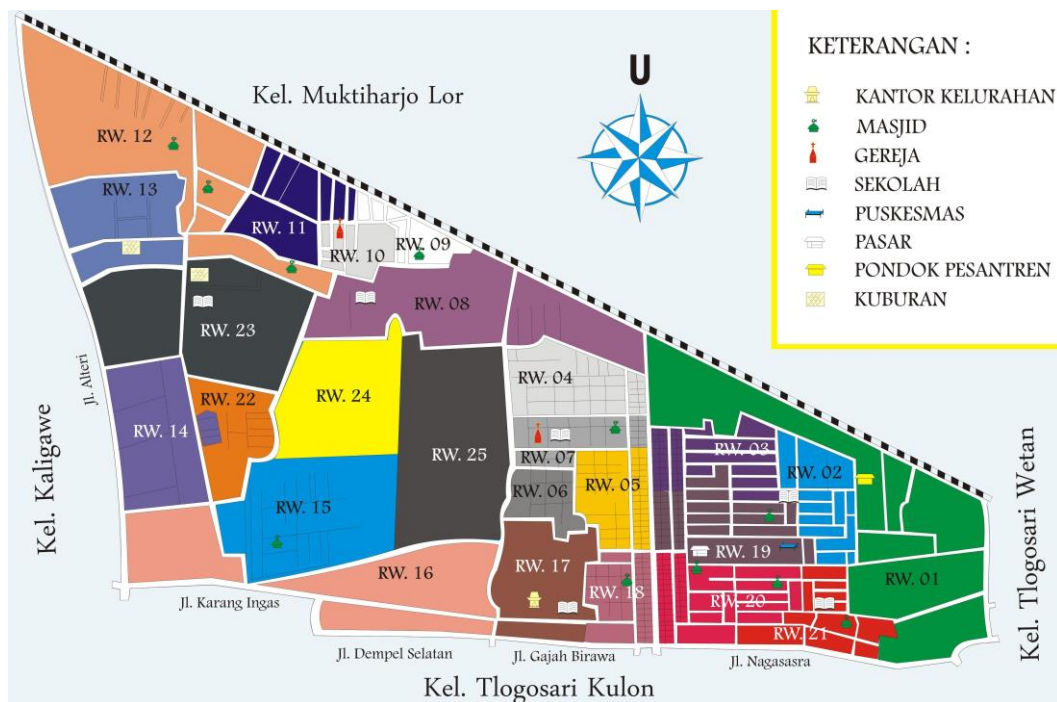 KETERANGAN :
KANTOR KELURAHAN
MASJID
GEREJA
SEKOLAH
PUSKESMAS
PASAR
PONDOK PESANTREN
KUBURAN
U
Kel. Muktiharjo Lor
RW. 12
RW. 13
RW. 11
RW. 10
RW. 09
RW. 08
RW. 23
Jl. Alteri
RW. 04
RW. 22
RW. 24
RW. 14
RW. 03
RW. 25
RW. 07
RW. 02
RW. 05
RW. 06
Kel. Kaligawe
RW. 15
RW. 19
RW. 17
RW. 16
RW. 18
RW. 20
RW. 01
RW. 21
Kel. Tlogosari Wetan
Jl. Karang Ingas
Jl. Dempel Selatan
Jl. Gajah Birawa
Jl. Nagasasra
Kel. Tlogosari Kulon